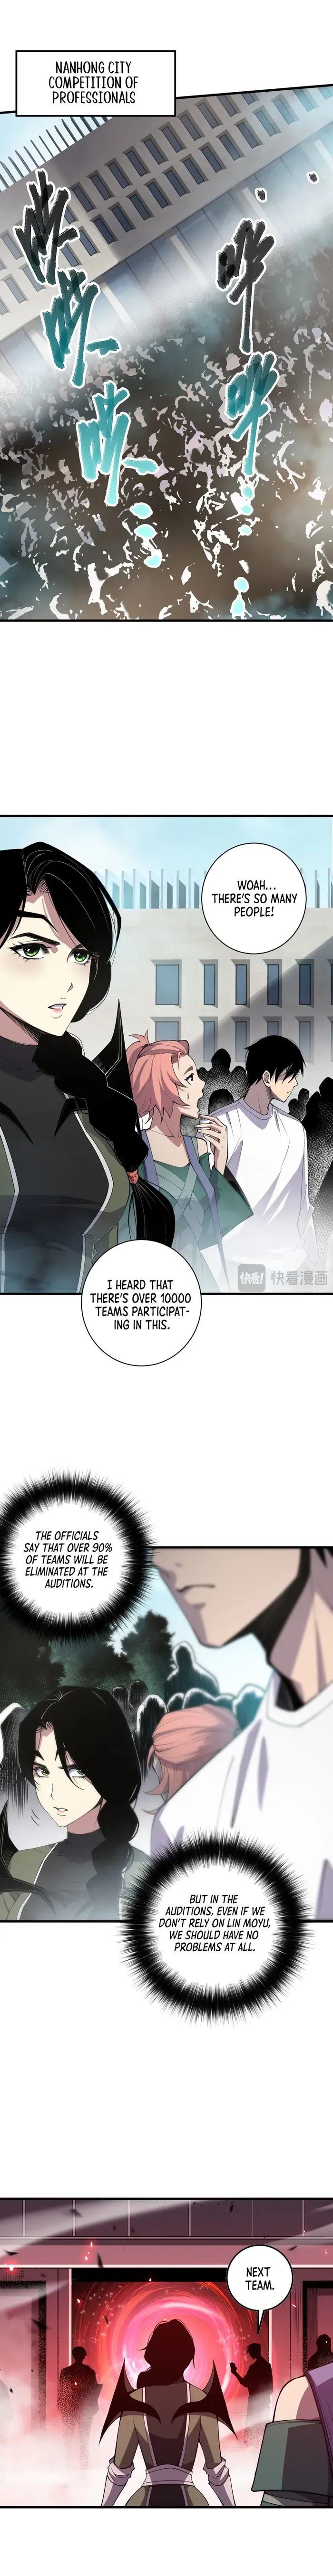 NANHONG CITY
COMPETITION OF
PROFESSIONALS
WOAH...
THERE'S SO MANY
PEOPLE!
快看! 快看漫画
I HEARD THAT
THERE'S OVER 10000
TEAMS PARTICIPAT-
ING IN THIS.
THE OFFICIALS
SAY THAT OVER 90%
OF TEAMS WILL BE
ELIMINATED AT THE
AUDITIONS.
BUT IN THE
AUDITIONS, EVEN IF WE
DON'T RELY ON LIN MOYU,
WE SHOULD HAVE NO
PROBLEMS AT ALL.
NEXT
TEAM.